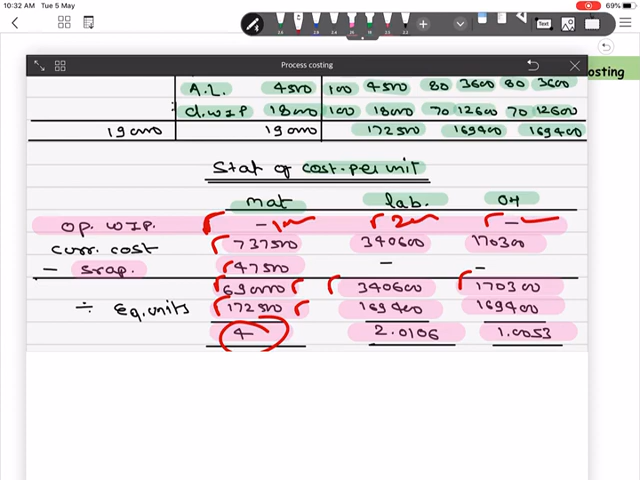 10:32 AM Tue 5 May
69%
Text
Process costing
osting
A.L. 4500 100 4500 80 3600 80 3600
cl.WIP 18000 100 18000 70 12600 70 12600
19000 19000 172500 169400 169400
Stat of cost.per unit
mat lab. OH
OP. WIP. - - -
curr. cost 737500 340600 170300
- srap. 47500 - -
690000 340600 170300
÷ Eq.units 172500 169400 169400
4 2.0106 1.0053